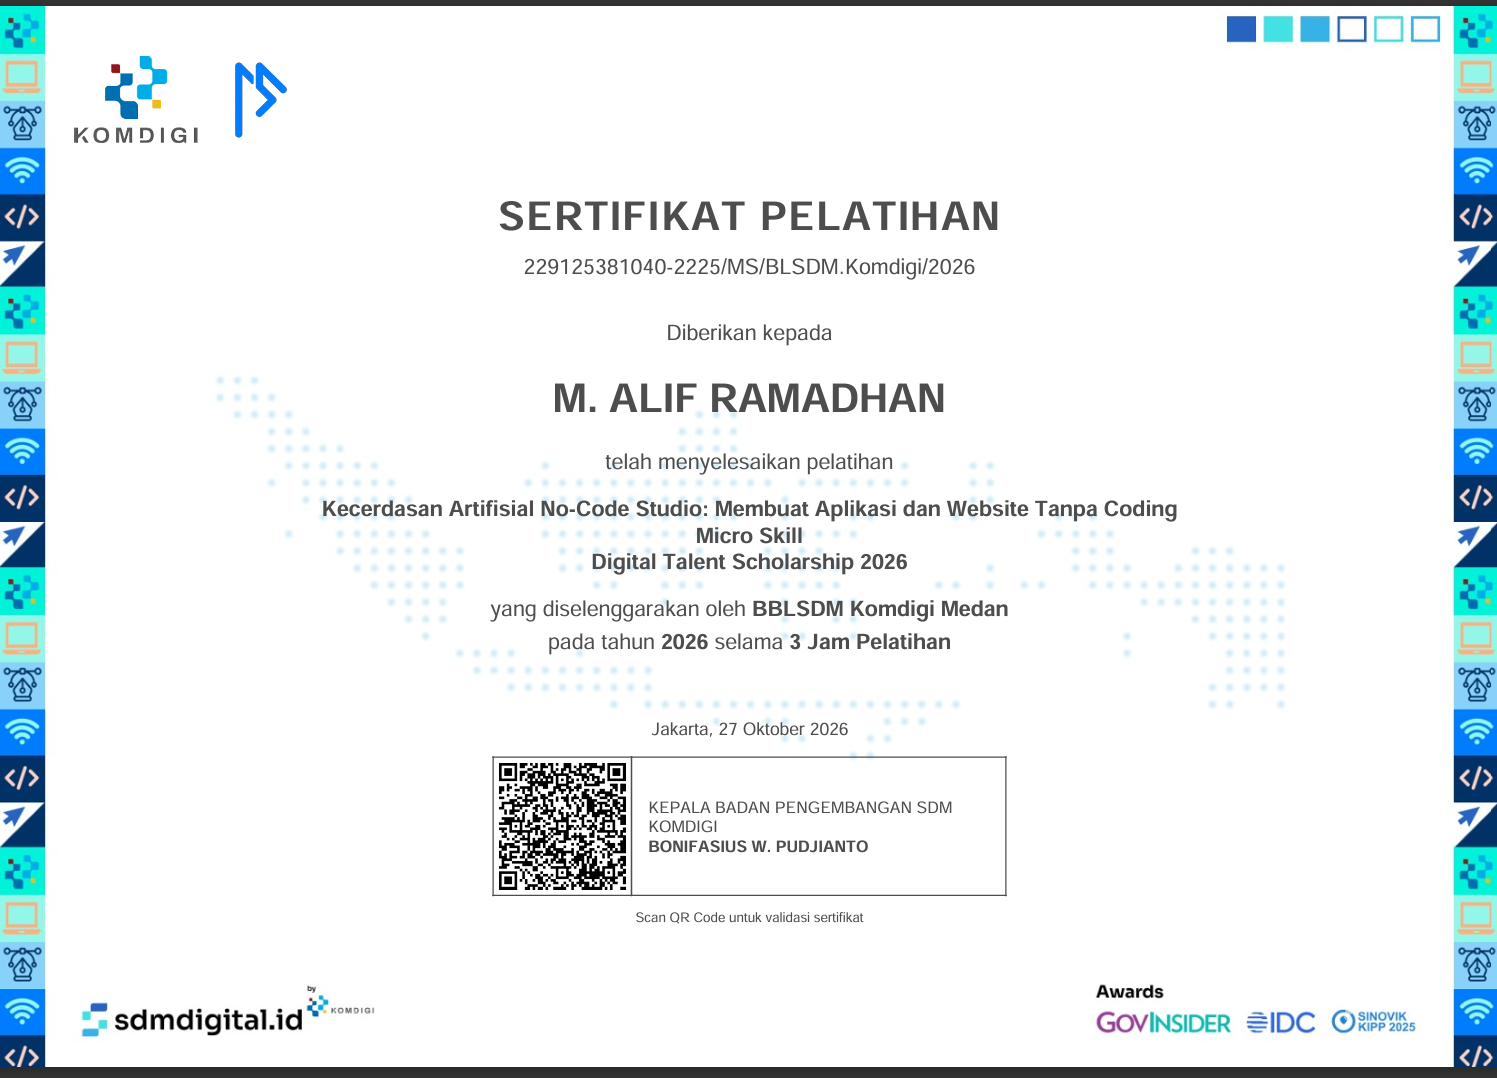 KOMDIGI
SERTIFIKAT PELATIHAN
229125381040-2225/MS/BLSDM.Komdigi/2026
Diberikan kepada
M. ALIF RAMADHAN
telah menyelesaikan pelatihan
Kecerdasan Artifisial No-Code Studio: Membuat Aplikasi dan Website Tanpa Coding
Micro Skill
Digital Talent Scholarship 2026
yang diselenggarakan oleh BBLSDM Komdigi Medan
pada tahun 2026 selama 3 Jam Pelatihan
Jakarta, 27 Oktober 2026
KEPALA BADAN PENGEMBANGAN SDM
KOMDIGI
BONIFASIUS W. PUDJIANTO
Scan QR Code untuk validasi sertifikat
sdmdigital.id by KOMDIGI
Awards
GOVINSIDER IDC SINOVIK KIPP 2025